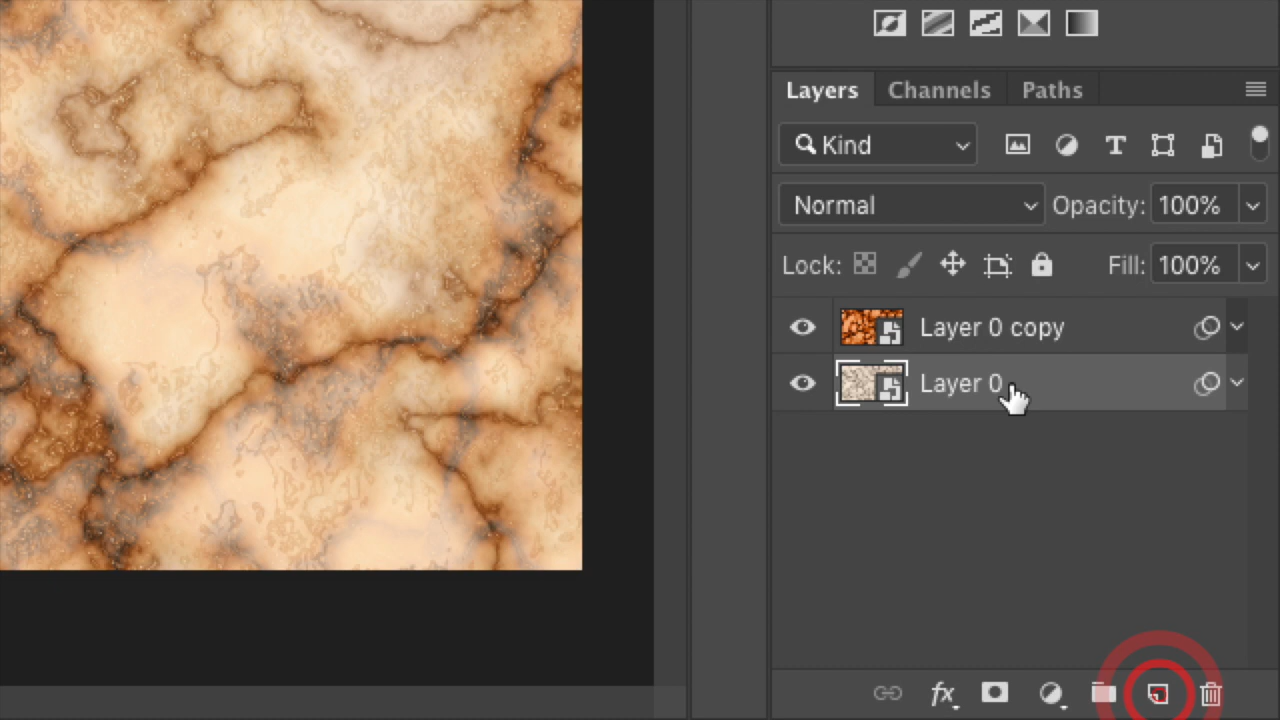 Layers Channels Paths
Kind
Normal Opacity: 100%
Lock: Fill: 100%
Layer 0 copy
Layer 0
fx